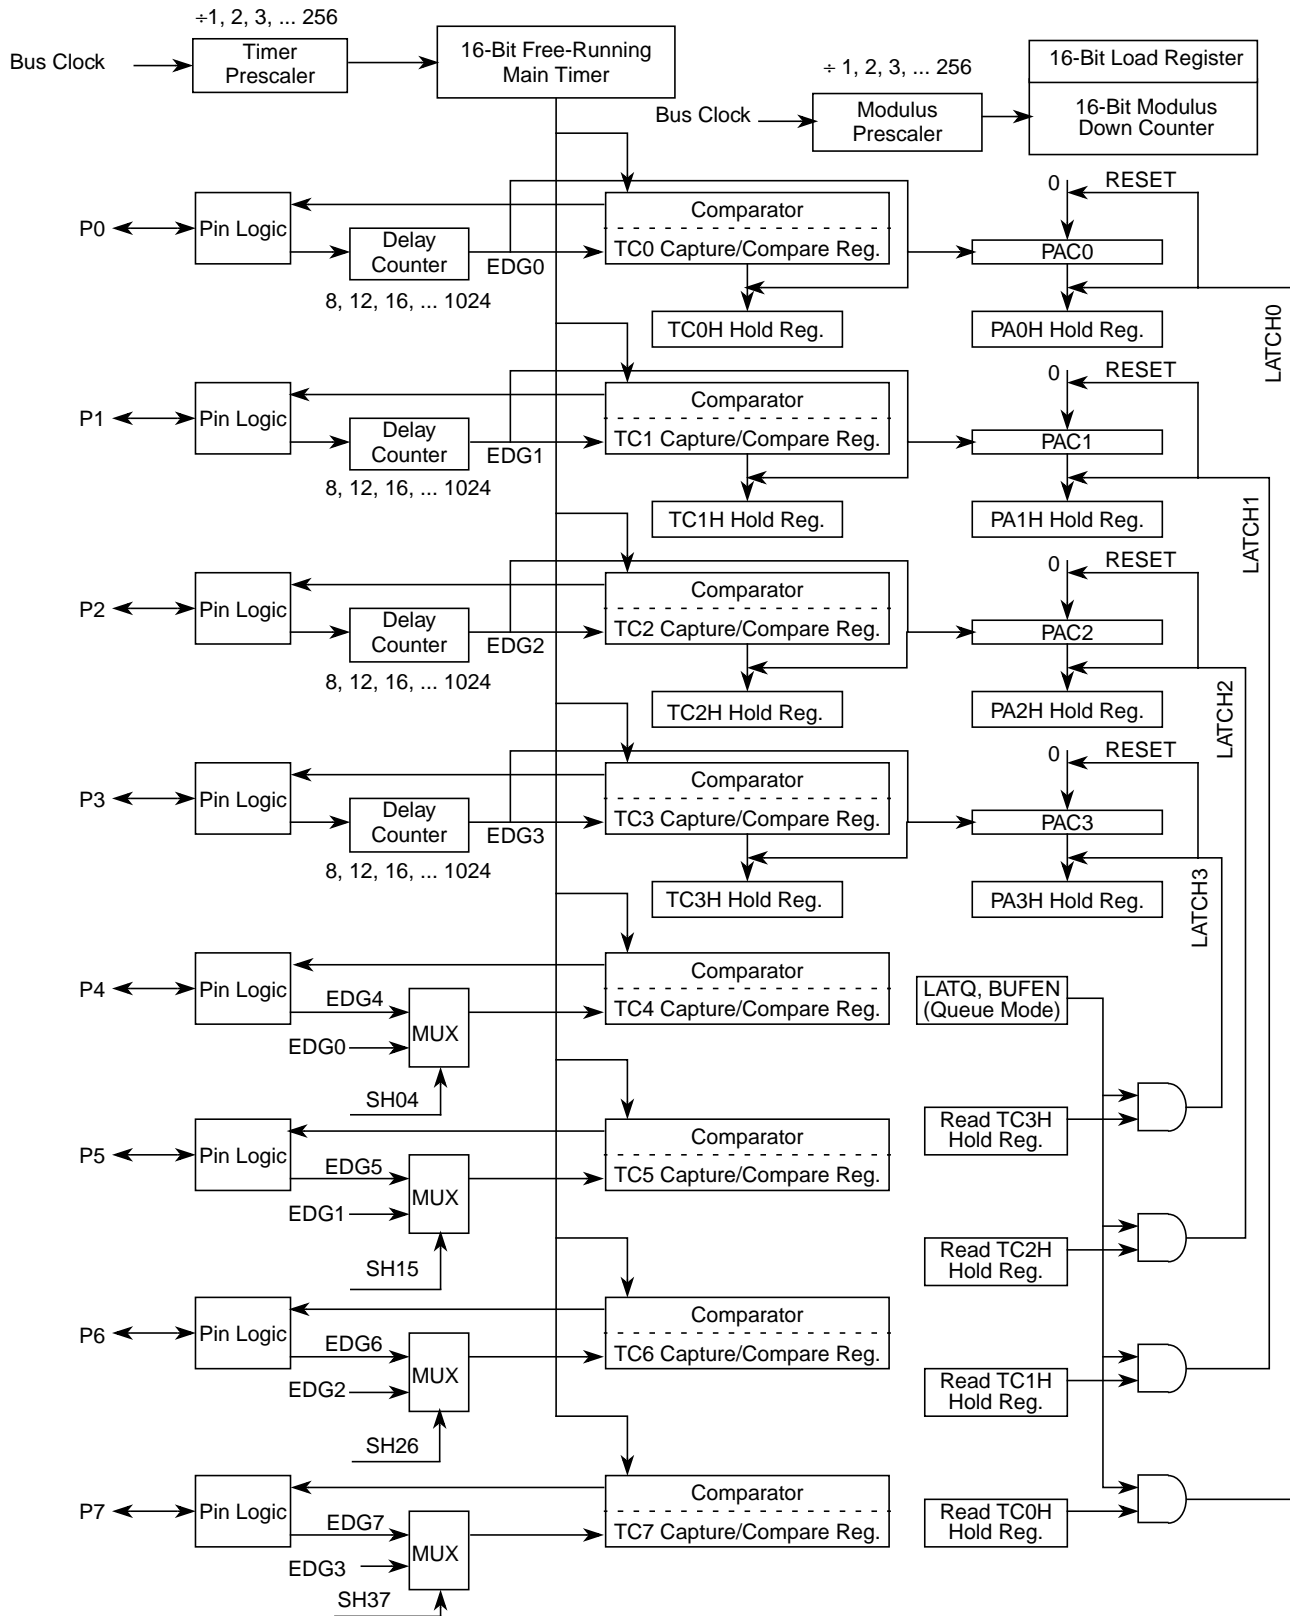 ÷1, 2, 3, ... 256
Bus Clock
Timer
Prescaler
16-Bit Free-Running
Main Timer
÷ 1, 2, 3, ... 256
Bus Clock
Modulus
Prescaler
16-Bit Load Register
16-Bit Modulus
Down Counter
P0
Pin Logic
Delay
Counter
8, 12, 16, ... 1024
EDG0
Comparator
TC0 Capture/Compare Reg.
TC0H Hold Reg.
0
RESET
PAC0
PA0H Hold Reg.
LATCH0
P1
Pin Logic
Delay
Counter
8, 12, 16, ... 1024
EDG1
Comparator
TC1 Capture/Compare Reg.
TC1H Hold Reg.
0
RESET
PAC1
PA1H Hold Reg.
LATCH1
P2
Pin Logic
Delay
Counter
8, 12, 16, ... 1024
EDG2
Comparator
TC2 Capture/Compare Reg.
TC2H Hold Reg.
0
RESET
PAC2
PA2H Hold Reg.
LATCH2
P3
Pin Logic
Delay
Counter
8, 12, 16, ... 1024
EDG3
Comparator
TC3 Capture/Compare Reg.
TC3H Hold Reg.
0
RESET
PAC3
PA3H Hold Reg.
LATCH3
P4
Pin Logic
EDG4
EDG0
MUX
SH04
Comparator
TC4 Capture/Compare Reg.
LATQ, BUFEN
(Queue Mode)
Read TC3H
Hold Reg.
P5
Pin Logic
EDG5
EDG1
MUX
SH15
Comparator
TC5 Capture/Compare Reg.
Read TC2H
Hold Reg.
P6
Pin Logic
EDG6
EDG2
MUX
SH26
Comparator
TC6 Capture/Compare Reg.
Read TC1H
Hold Reg.
P7
Pin Logic
EDG7
EDG3
MUX
SH37
Comparator
TC7 Capture/Compare Reg.
Read TC0H
Hold Reg.